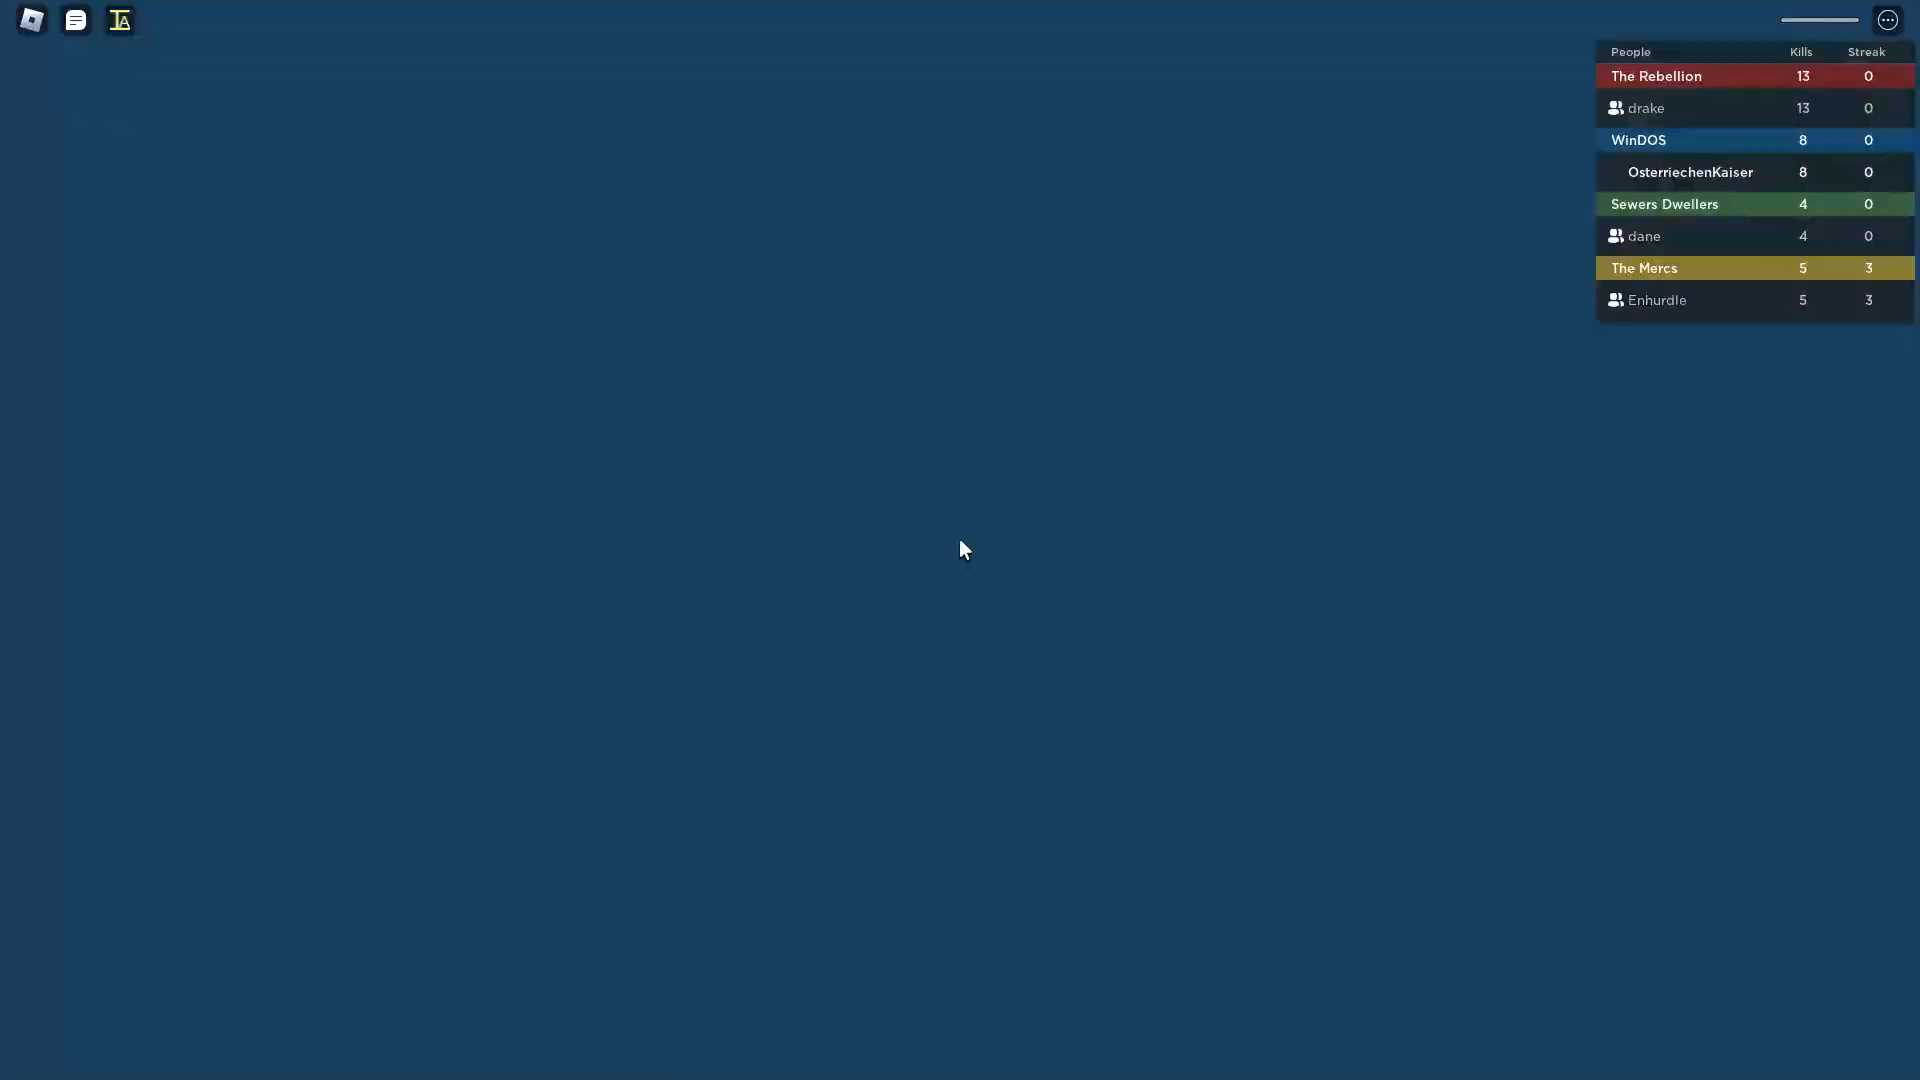 People Kills Streak
The Rebellion 13 0
drake 13 0
WinDOS 8 0
OsterriechenKaiser 8 0
Sewers Dwellers 4 0
dane 4 0
The Mercs 5 3
Enhurdle 5 3